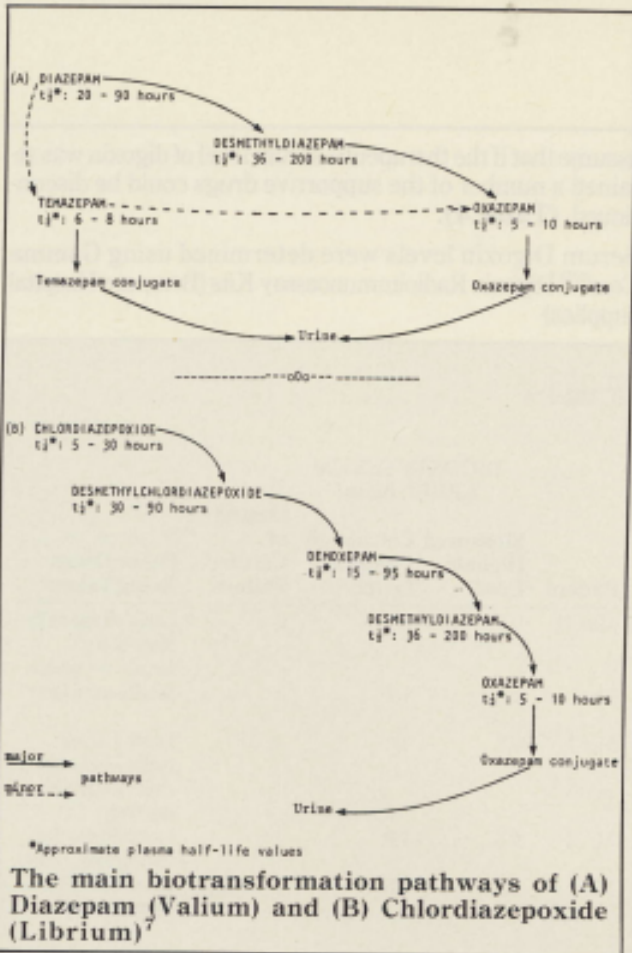 (A) DIAZEPAM
t½*: 20 - 90 hours
DESMETHYLDIAZEPAM
t½*: 36 - 200 hours
TEMAZEPAM
t½*: 6 - 8 hours
OXAZEPAM
t½*: 5 - 10 hours
Temazepam conjugate
Oxazepam conjugate
Urine
---oOo---
(B) CHLORDIAZEPOXIDE
t½*: 5 - 30 hours
DESMETHYLCHLORDIAZEPOXIDE
t½*: 30 - 90 hours
DEMOXEPAM
t½*: 15 - 95 hours
DESMETHYLDIAZEPAM
t½*: 36 - 200 hours
OXAZEPAM
t½*: 5 - 10 hours
Oxazepam conjugate
major
pathways
minor
Urine
*Approximate plasma half-life values
The main biotransformation pathways of (A)
Diazepam (Valium) and (B) Chlordiazepoxide
(Librium)7